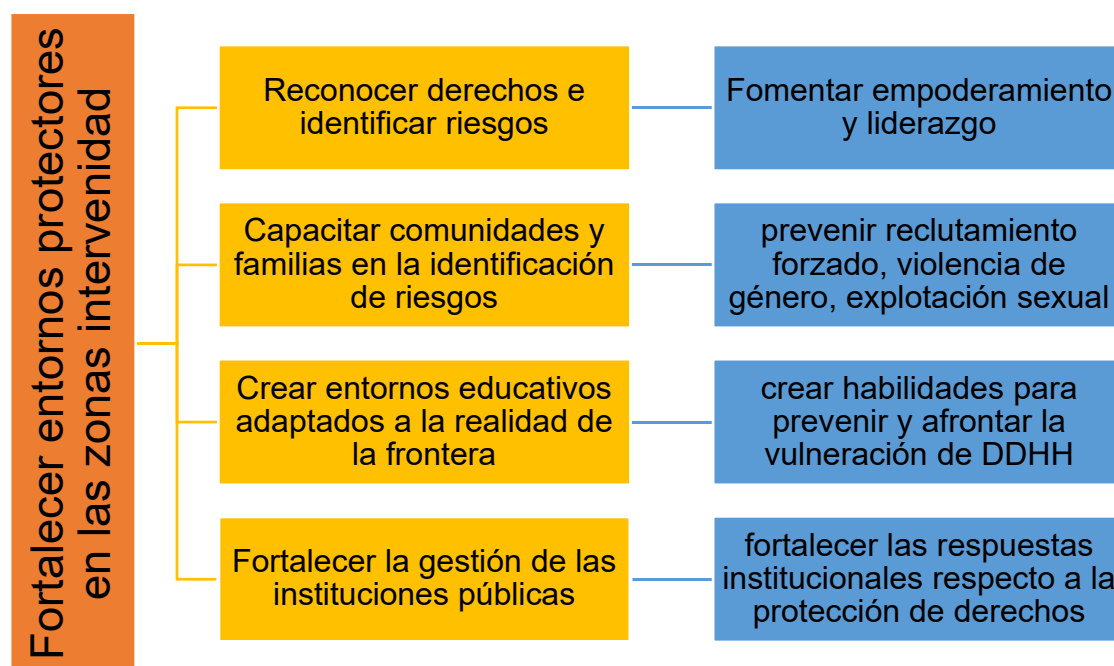 Fortalecer entornos protectores
en las zonas intervenidad
Reconocer derechos e
identificar riesgos
Fomentar empoderamiento
y liderazgo
Capacitar comunidades y
familias en la identificación
de riesgos
prevenir reclutamiento
forzado, violencia de
género, explotación sexual
Crear entornos educativos
adaptados a la realidad de
la frontera
crear habilidades para
prevenir y afrontar la
vulneración de DDHH
Fortalecer la gestión de las
instituciones públicas
fortalecer las respuestas
institucionales respecto a la
protección de derechos